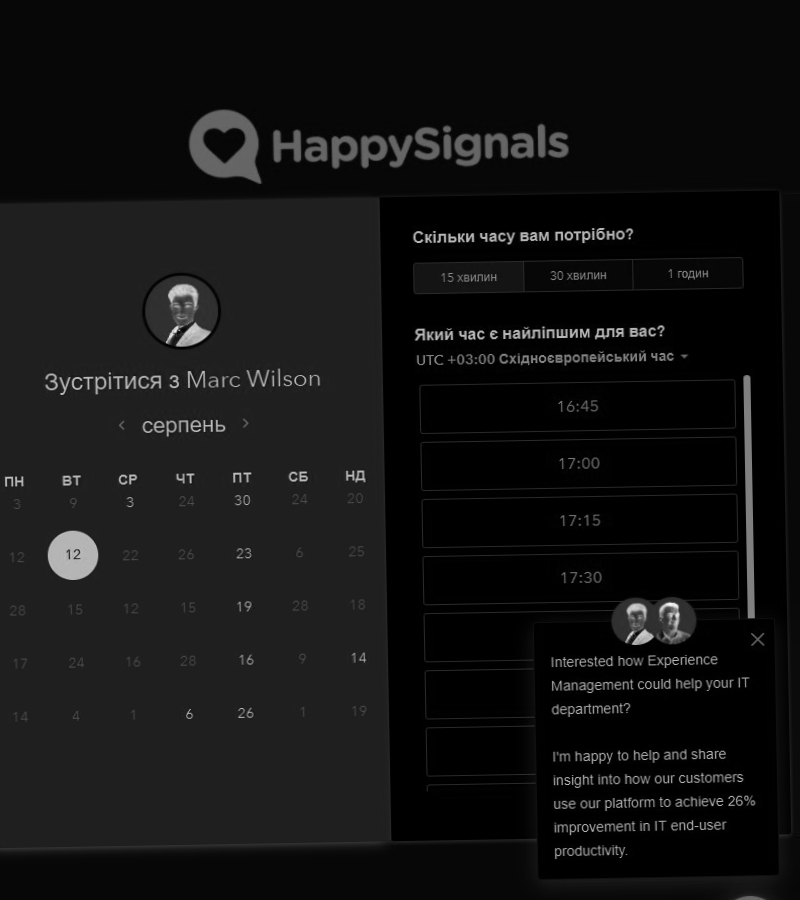 HappySignals
Зустрітися з Marc Wilson
серпень
ПН ВТ СР ЧТ ПТ СБ НД
3 9 3 24 30 24 20
12 12 22 26 23 6 25
28 15 12 15 19 28 18
17 24 16 28 16 9 14
14 4 1 6 26 1 19
Скільки часу вам потрібно?
15 хвилин 30 хвилин 1 годин
Який час є найліпшим для вас?
UTC +03:00 Східноєвропейський час
16:45
17:00
17:15
17:30
Interested how Experience
Management could help your IT
department?
I'm happy to help and share
insight into how our customers
use our platform to achieve 26%
improvement in IT end-user
productivity.